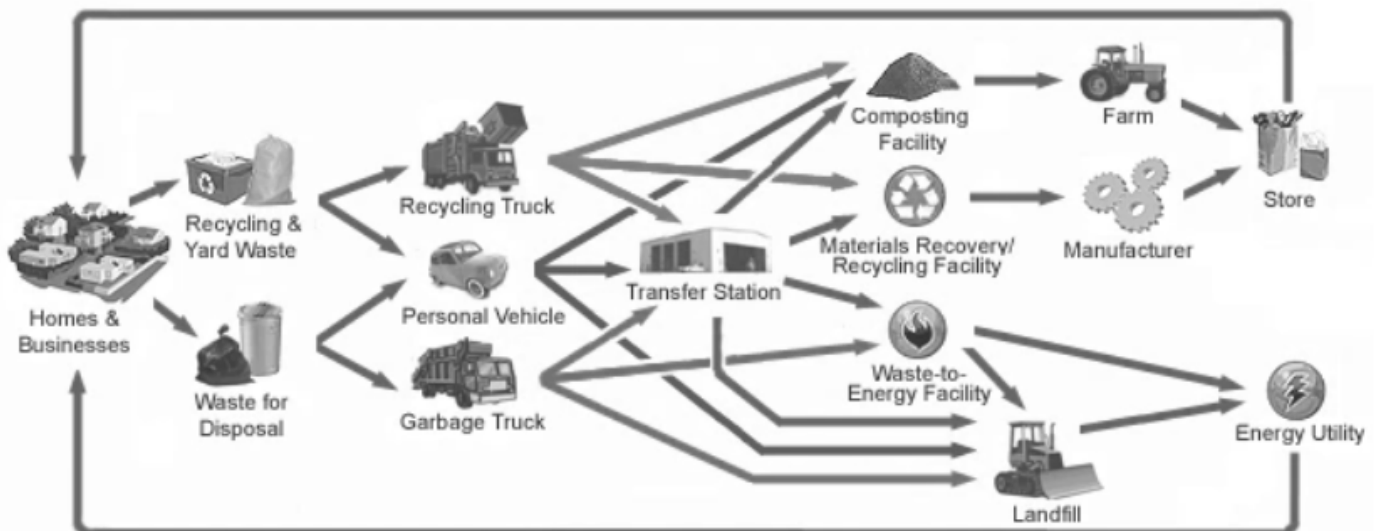 Homes &
Businesses
Recycling &
Yard Waste
Waste for
Disposal
Recycling Truck
Personal Vehicle
Garbage Truck
Transfer Station
Composting
Facility
Materials Recovery/
Recycling Facility
Waste-to-
Energy Facility
Landfill
Farm
Manufacturer
Store
Energy Utility